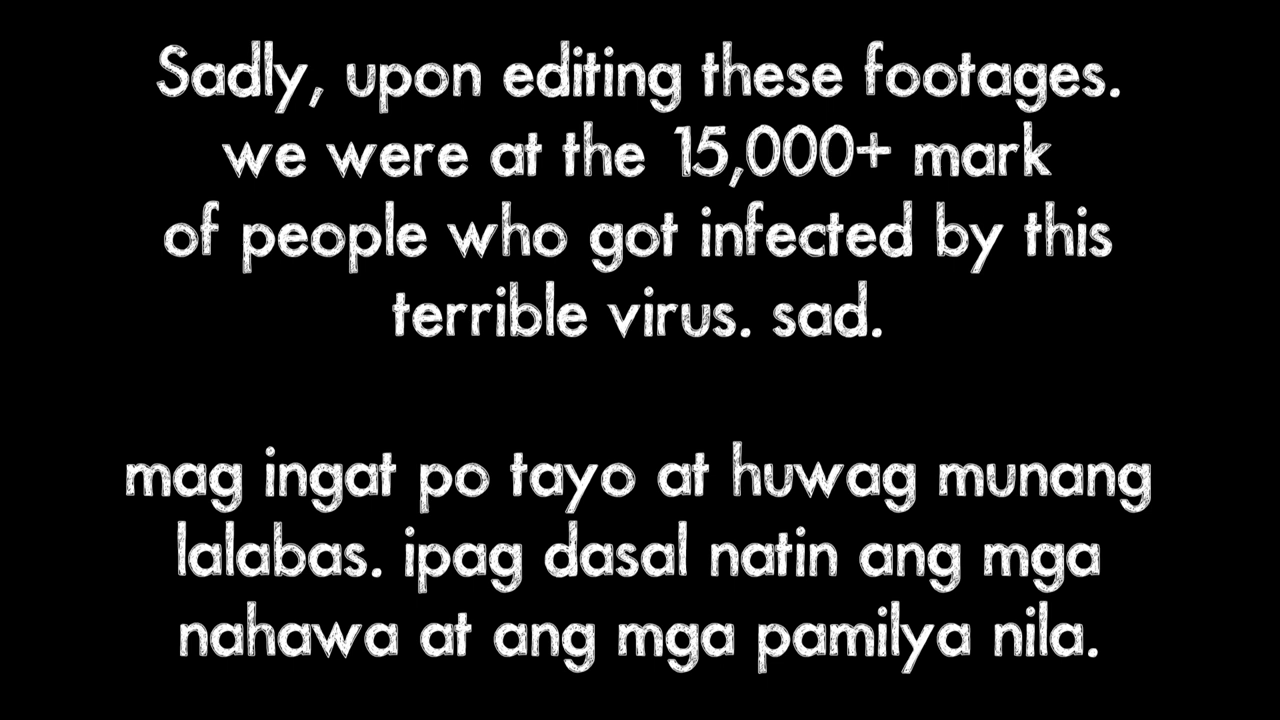 Sadly, upon editing these footages.
we were at the 15,000+ mark
of people who got infected by this
terrible virus. sad.
mag ingat po tayo at huwag munang
lalabas. ipag dasal natin ang mga
nahawa at ang mga pamilya nila.